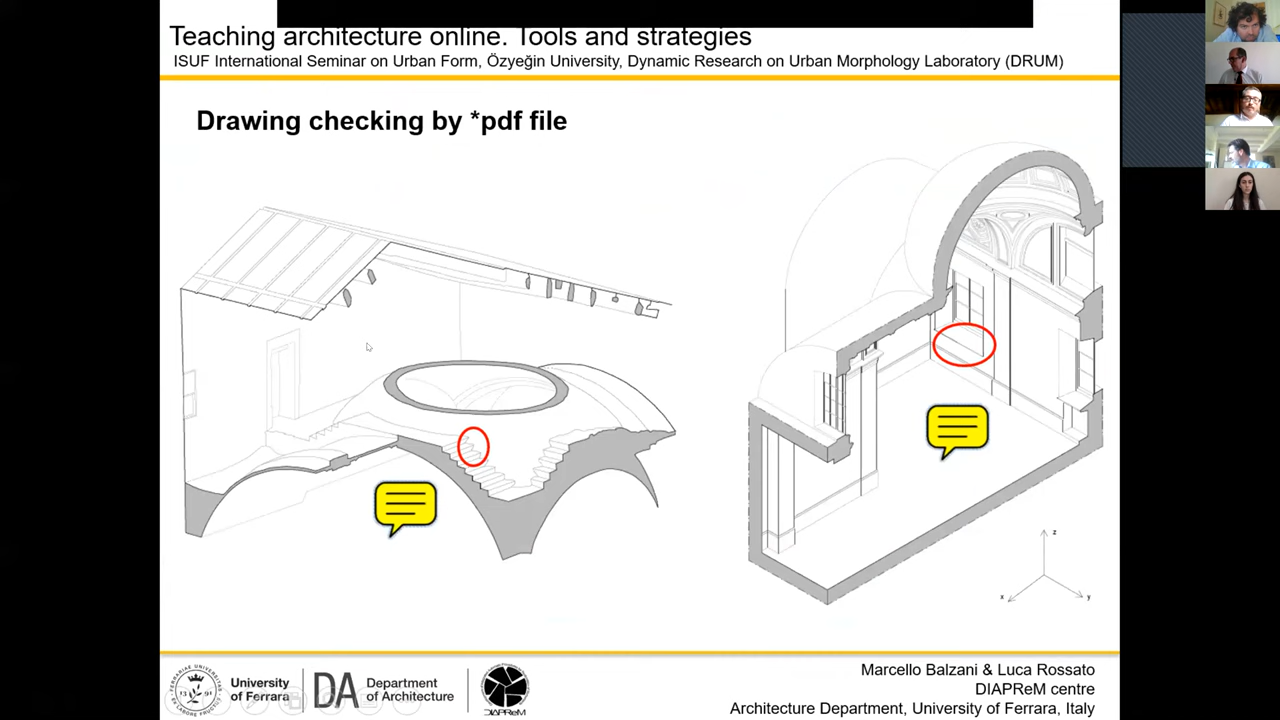 Teaching architecture online. Tools and strategies
ISUF International Seminar on Urban Form, Özyeğin University, Dynamic Research on Urban Morphology Laboratory (DRUM)
Drawing checking by *pdf file
z
x
y
University of
Ferrara
DA
Department
of Architecture
DIAPReM
Marcello Balzani & Luca Rossato
DIAPReM centre
Architecture Department, University of Ferrara, Italy